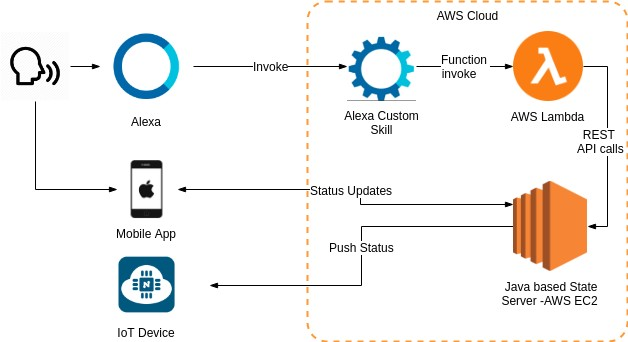 AWS Cloud
Invoke
Function
invoke
Alexa
Alexa Custom
Skill
AWS Lambda
REST
API calls
Status Updates
Mobile App
Push Status
Java based State
Server -AWS EC2
IoT Device